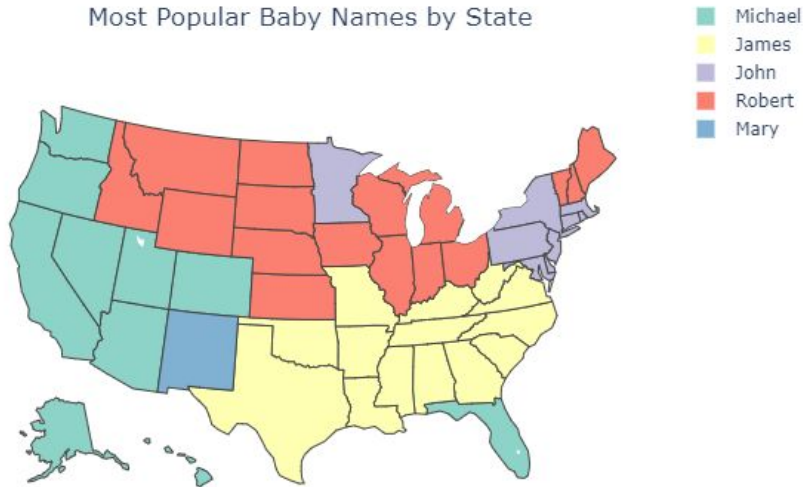 Most Popular Baby Names by State
Michael
James
John
Robert
Mary